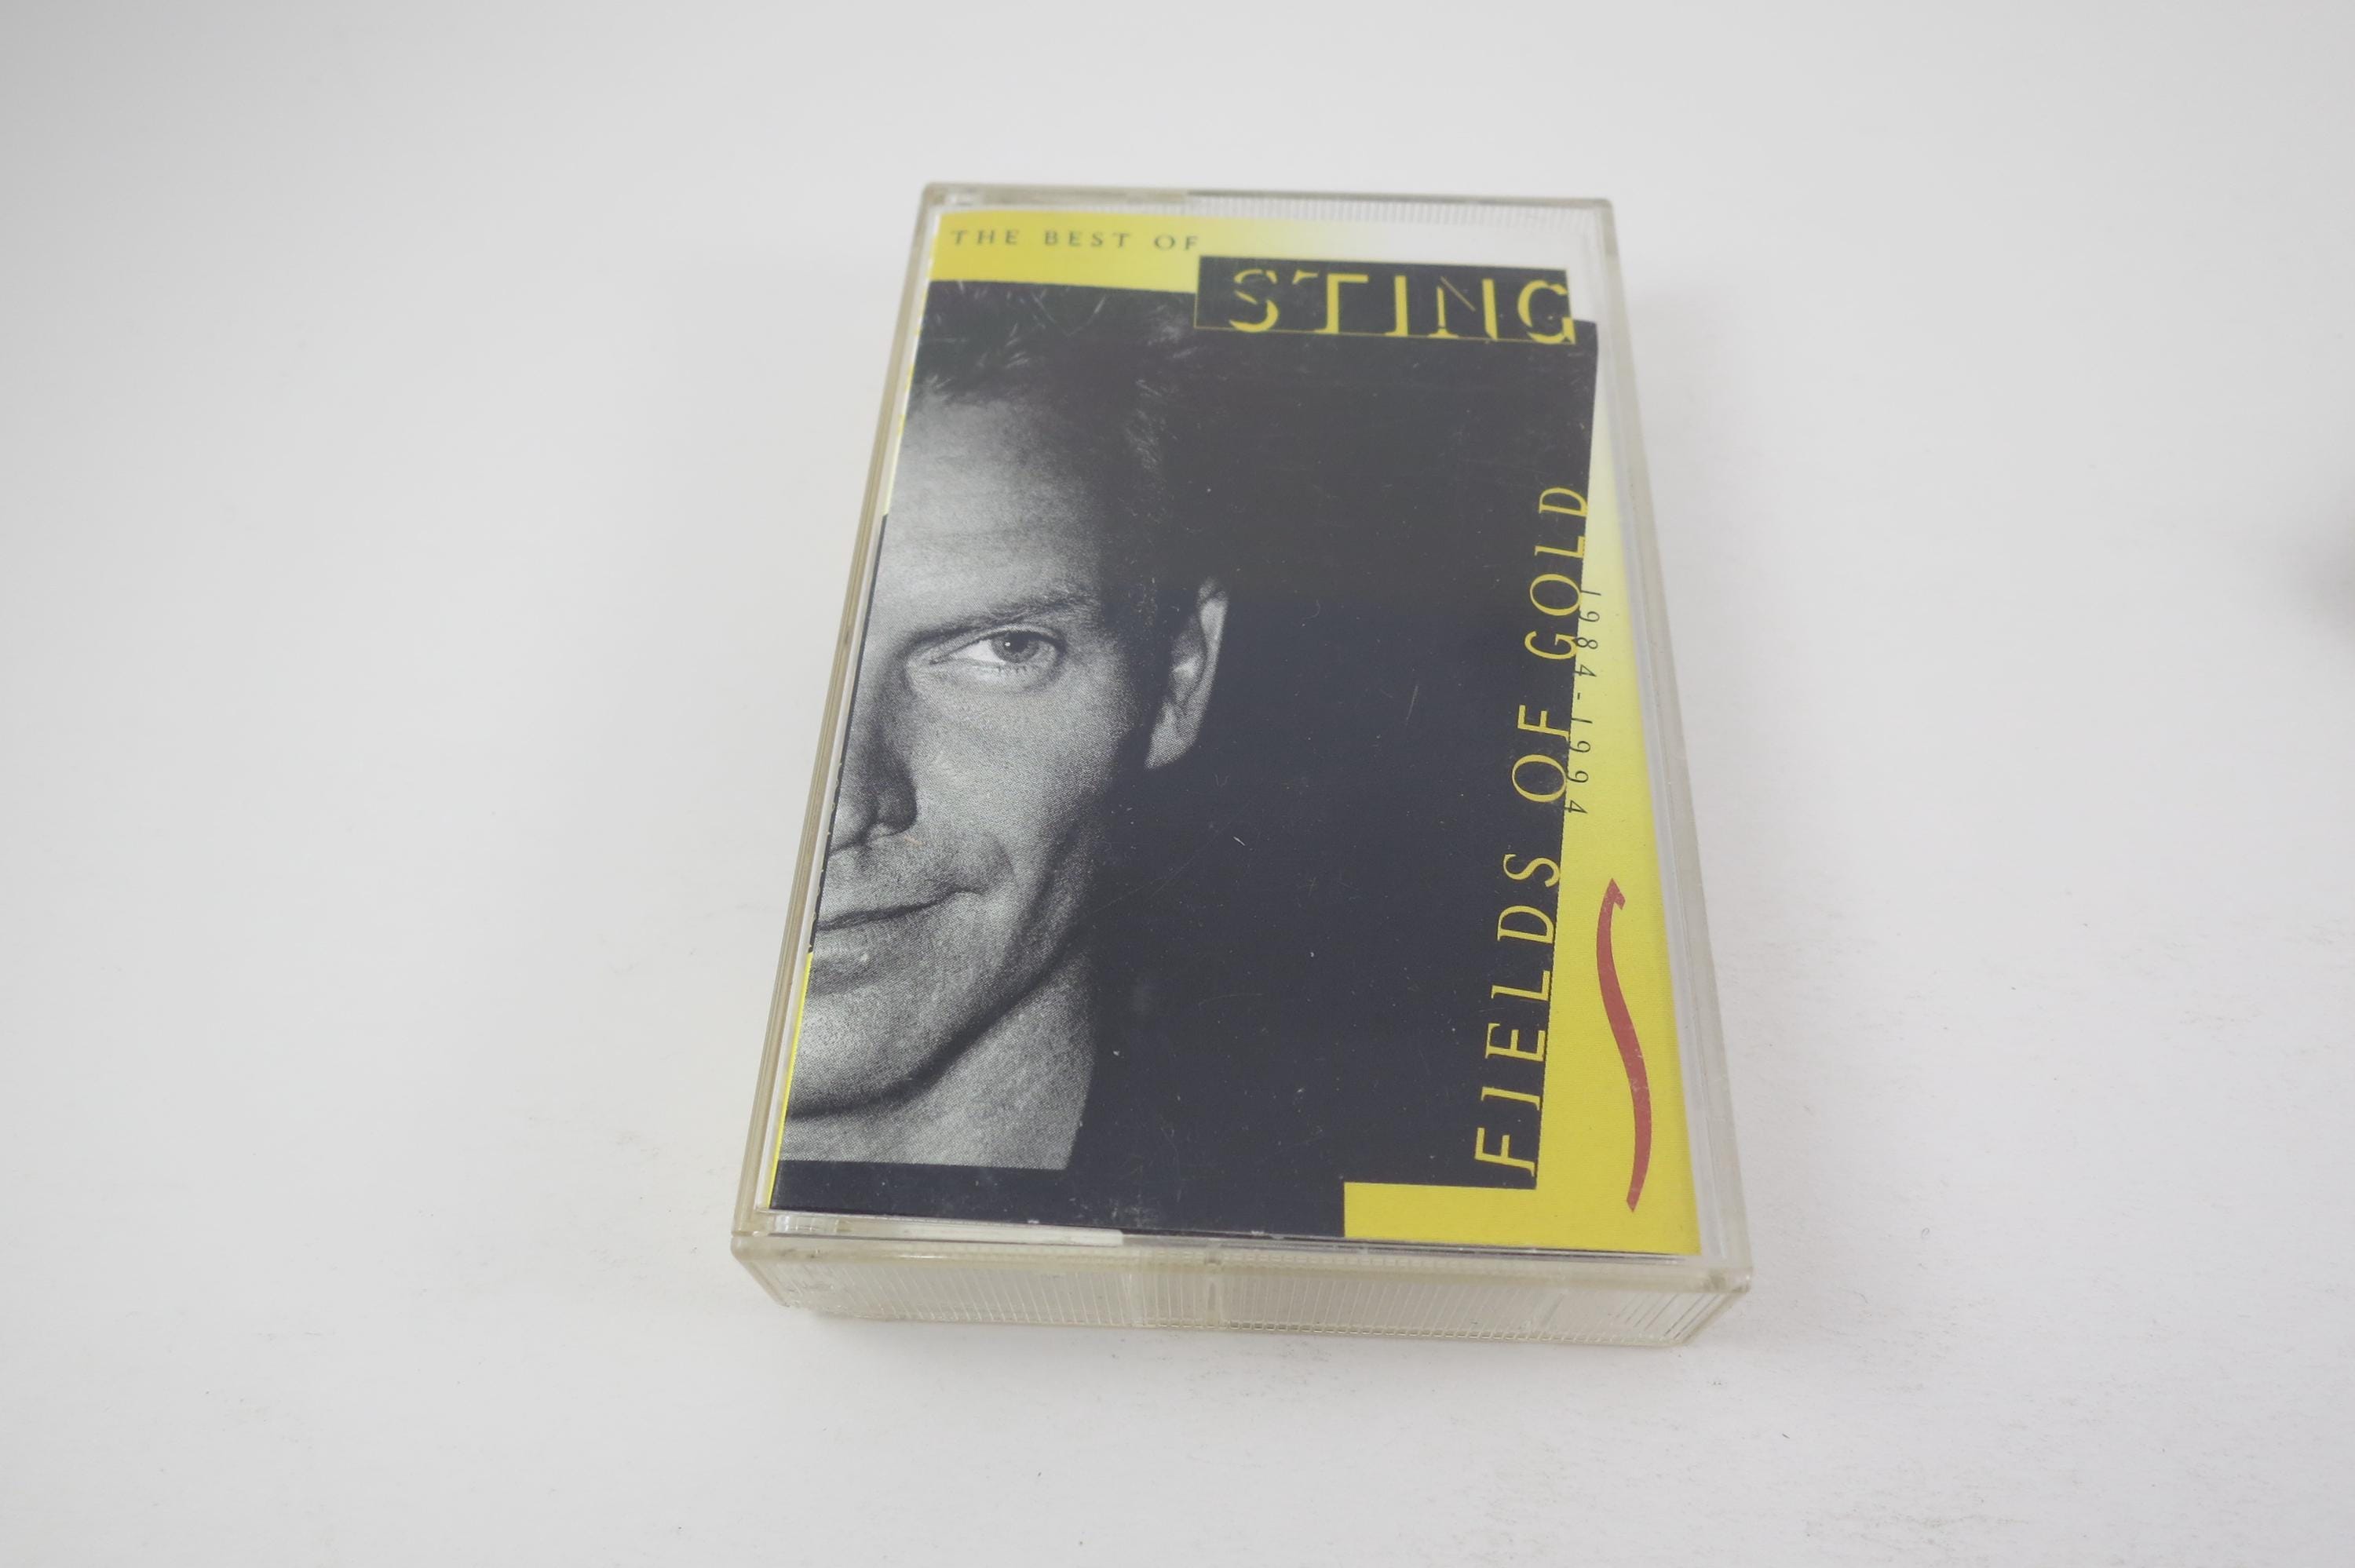 THE BEST OF
STING
FIELDS OF GOLD
1984-1994